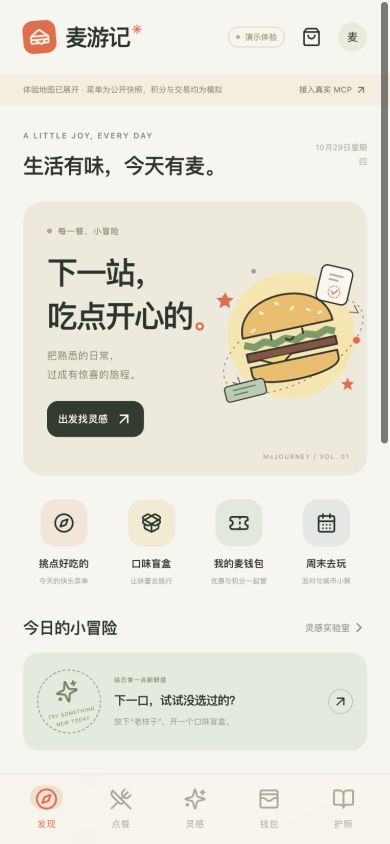 麦游记
演示体验
麦
体验地图已展开 · 菜单为公开快照，积分与交易均为模拟
接入真实 MCP
A LITTLE JOY, EVERY DAY
生活有味，今天有麦。
10月29日星期
四
每一餐，小冒险
下一站，
吃点开心的。
把熟悉的日常，
过成有惊喜的旅程。
出发找灵感
McJOURNEY / VOL. 01
挑点好吃的
今天的快乐菜单
口味盲盒
让味蕾去旅行
我的麦钱包
优惠与积分一起管
周末去玩
派对与城市小聚
今日的小冒险
灵感实验室
TRY SOMETHING
NEW TODAY
给日常一点新鲜感
下一口，试试没选过的？
放下“老样子”，开一个口味盲盒。
发现
点餐
灵感
钱包
护照